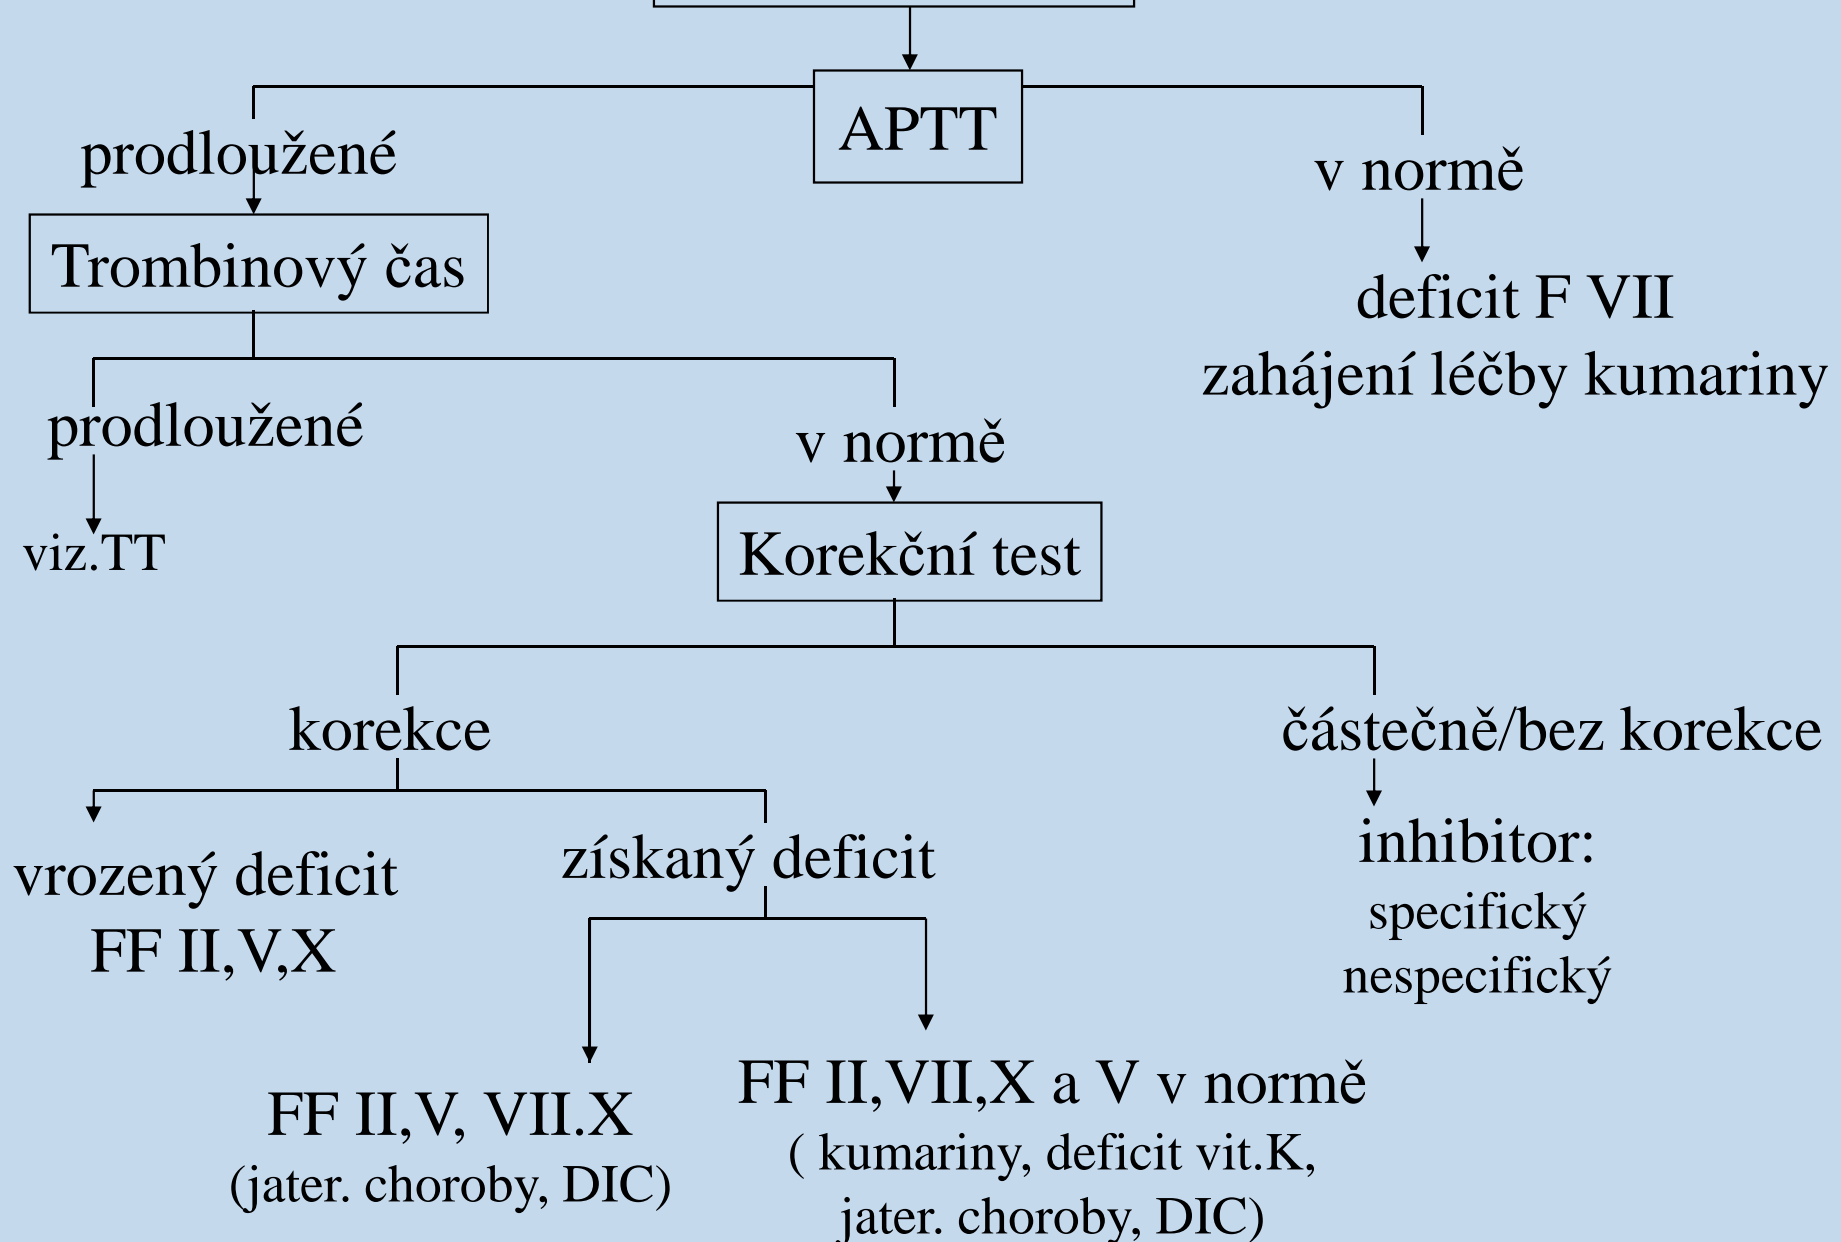 APTT
prodloužené
v normě
Trombinový čas
deficit F VII
zahájení léčby kumariny
prodloužené
v normě
viz.TT
Korekční test
korekce
částečně/bez korekce
vrozený deficit
FF II,V,X
získaný deficit
inhibitor:
specifický
nespecifický
FF II,V, VII.X
(jater. choroby, DIC)
FF II,VII,X a V v normě
( kumariny, deficit vit.K,
jater. choroby, DIC)